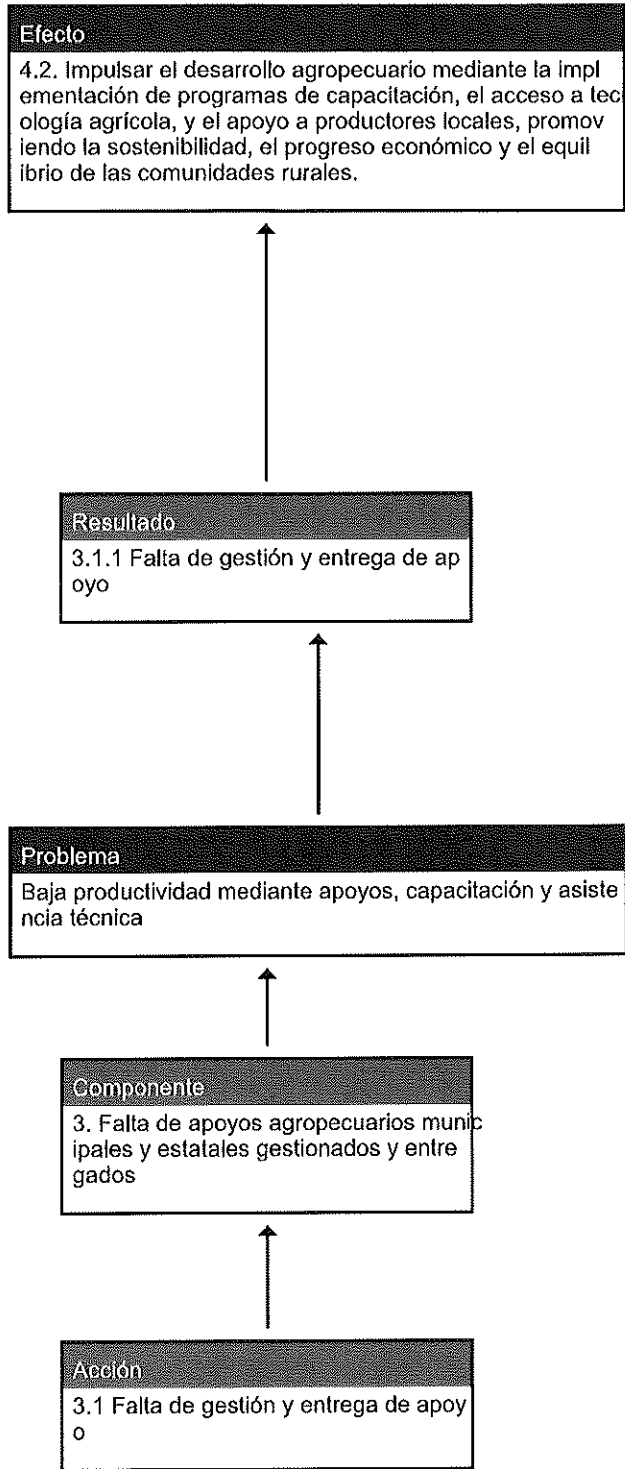 Efecto
4.2. Impulsar el desarrollo agropecuario mediante la impl
ementación de programas de capacitación, el acceso a tec
ología agrícola, y el apoyo a productores locales, promov
iendo la sostenibilidad, el progreso económico y el equil
ibrio de las comunidades rurales.
Resultado
3.1.1 Falta de gestión y entrega de ap
oyo
Problema
Baja productividad mediante apoyos, capacitación y asiste
ncia técnica
Componente
3. Falta de apoyos agropecuarios munic
ipales y estatales gestionados y entre
gados
Acción
3.1 Falta de gestión y entrega de apoy
o